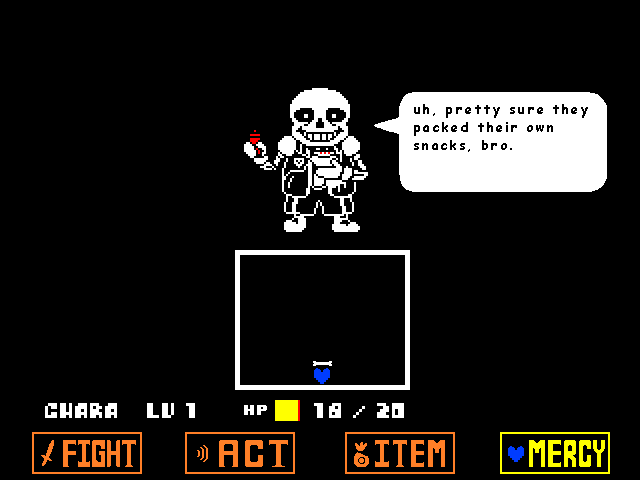 uh, pretty sure they
packed their own
snacks, bro.
CHARA LV 1 HP 18 / 20
FIGHT ACT ITEM MERCY